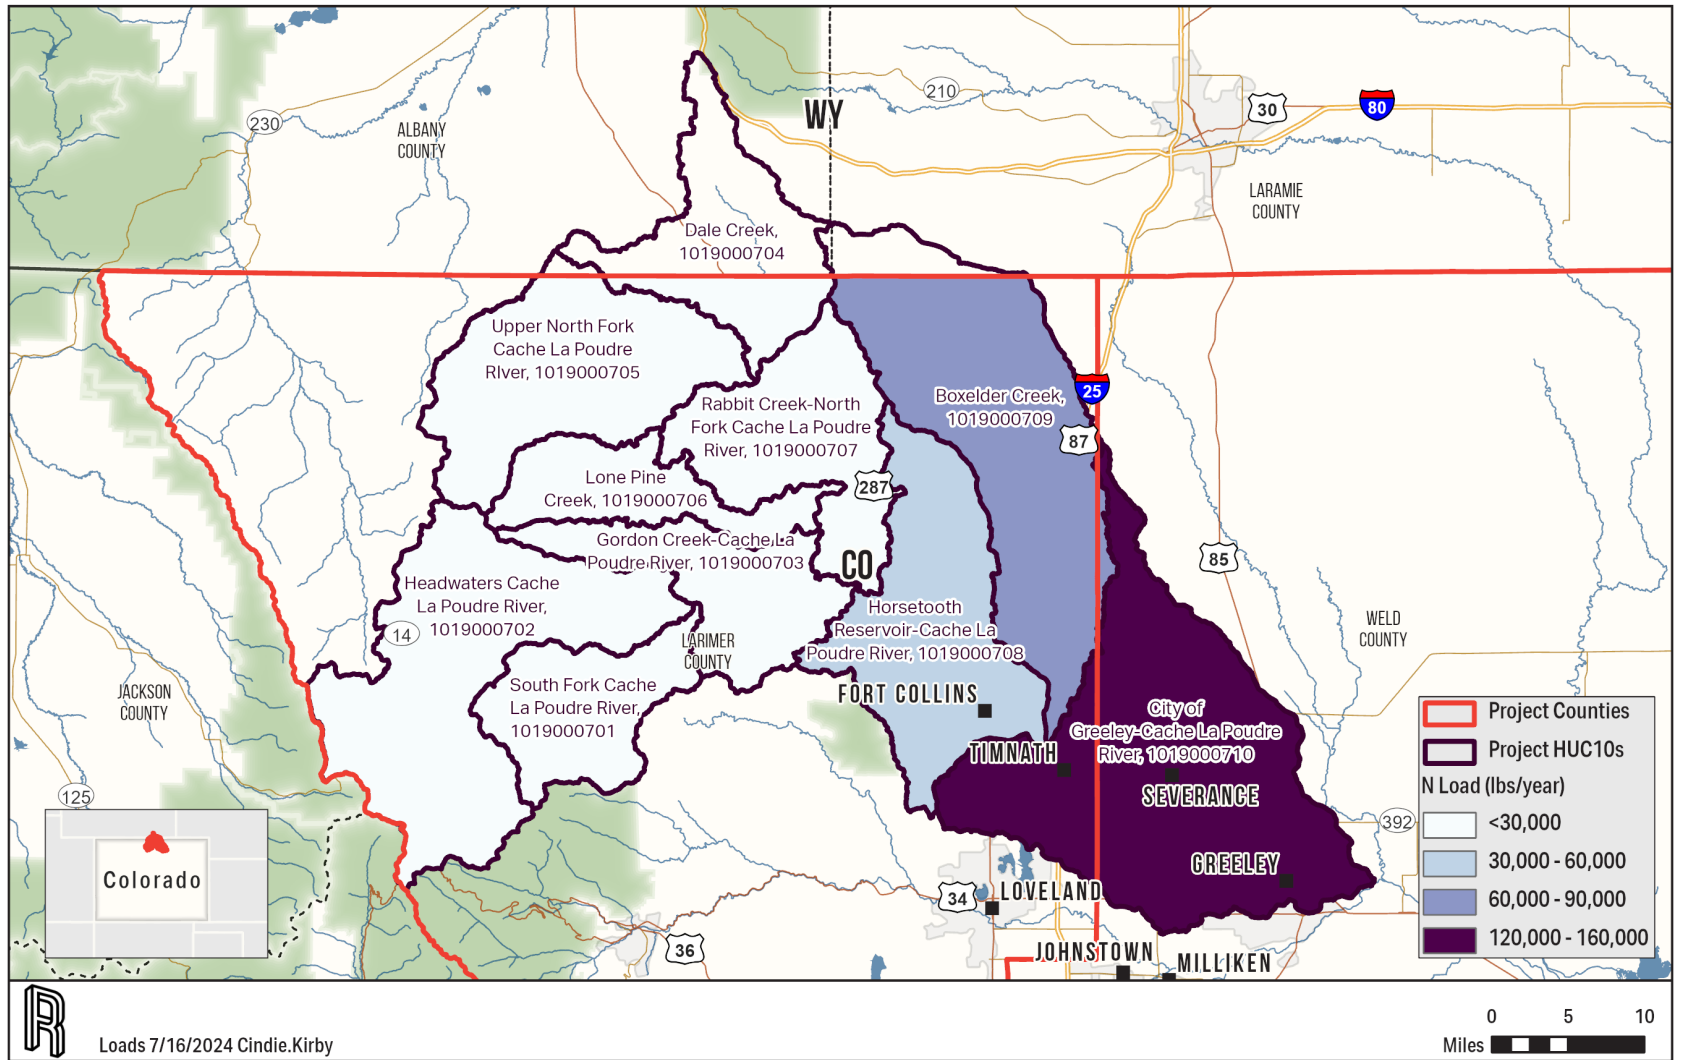 WY
210
30
80
230
ALBANY
COUNTY
LARAMIE
COUNTY
Dale Creek,
1019000704
Upper North Fork
Cache La Poudre
RIver, 1019000705
25
Boxelder Creek,
1019000709
Rabbit Creek-North
Fork Cache La Poudre
River, 1019000707
87
Lone Pine
Creek, 1019000706
287
Gordon Creek-Cache La
Poudre River, 1019000703
CO
85
Headwaters Cache
La Poudre River,
1019000702
14
Horsetooth
Reservoir-Cache La
Poudre River, 1019000708
LARIMER
COUNTY
WELD
COUNTY
South Fork Cache
La Poudre River,
1019000701
JACKSON
COUNTY
FORT COLLINS
City of
Greeley-Cache La Poudre
River, 1019000710
TIMNATH
SEVERANCE
125
392
GREELEY
34
LOVELAND
36
JOHNSTOWN
MILLIKEN
Colorado
Project Counties
Project HUC10s
N Load (lbs/year)
<30,000
30,000 - 60,000
60,000 - 90,000
120,000 - 160,000
R
Loads 7/16/2024 Cindie.Kirby
0 5 10
Miles